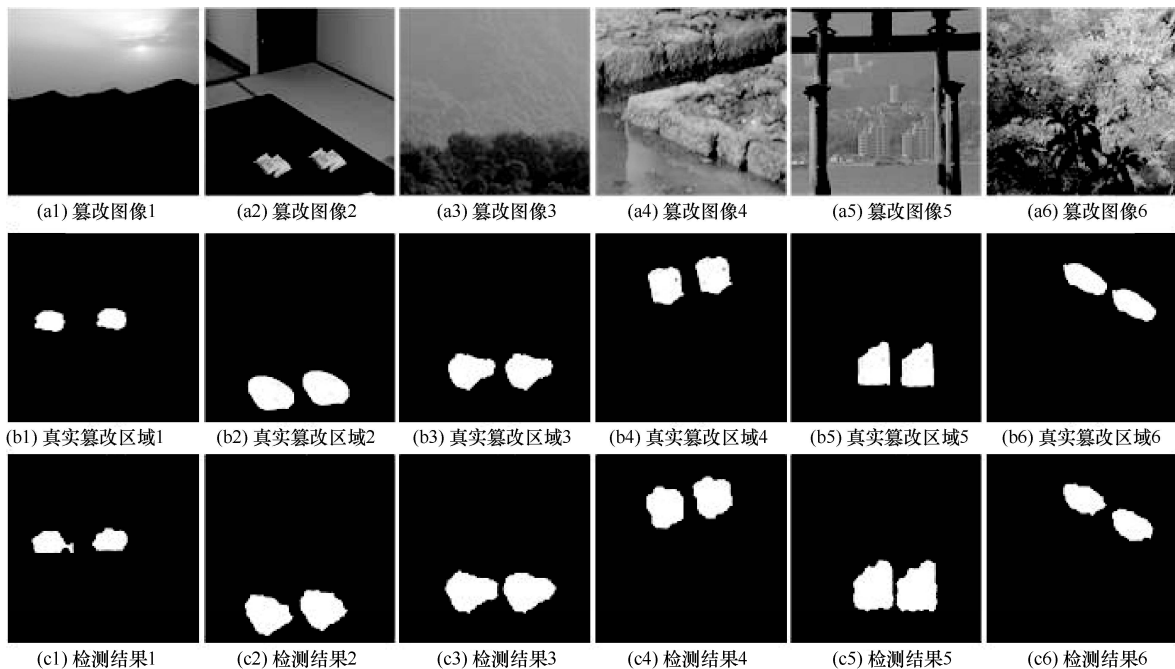 (a1) 篡改图像1 (a2) 篡改图像2 (a3) 篡改图像3 (a4) 篡改图像4 (a5) 篡改图像5 (a6) 篡改图像6
(b1) 真实篡改区域1 (b2) 真实篡改区域2 (b3) 真实篡改区域3 (b4) 真实篡改区域4 (b5) 真实篡改区域5 (b6) 真实篡改区域6
(c1) 检测结果1 (c2) 检测结果2 (c3) 检测结果3 (c4) 检测结果4 (c5) 检测结果5 (c6) 检测结果6